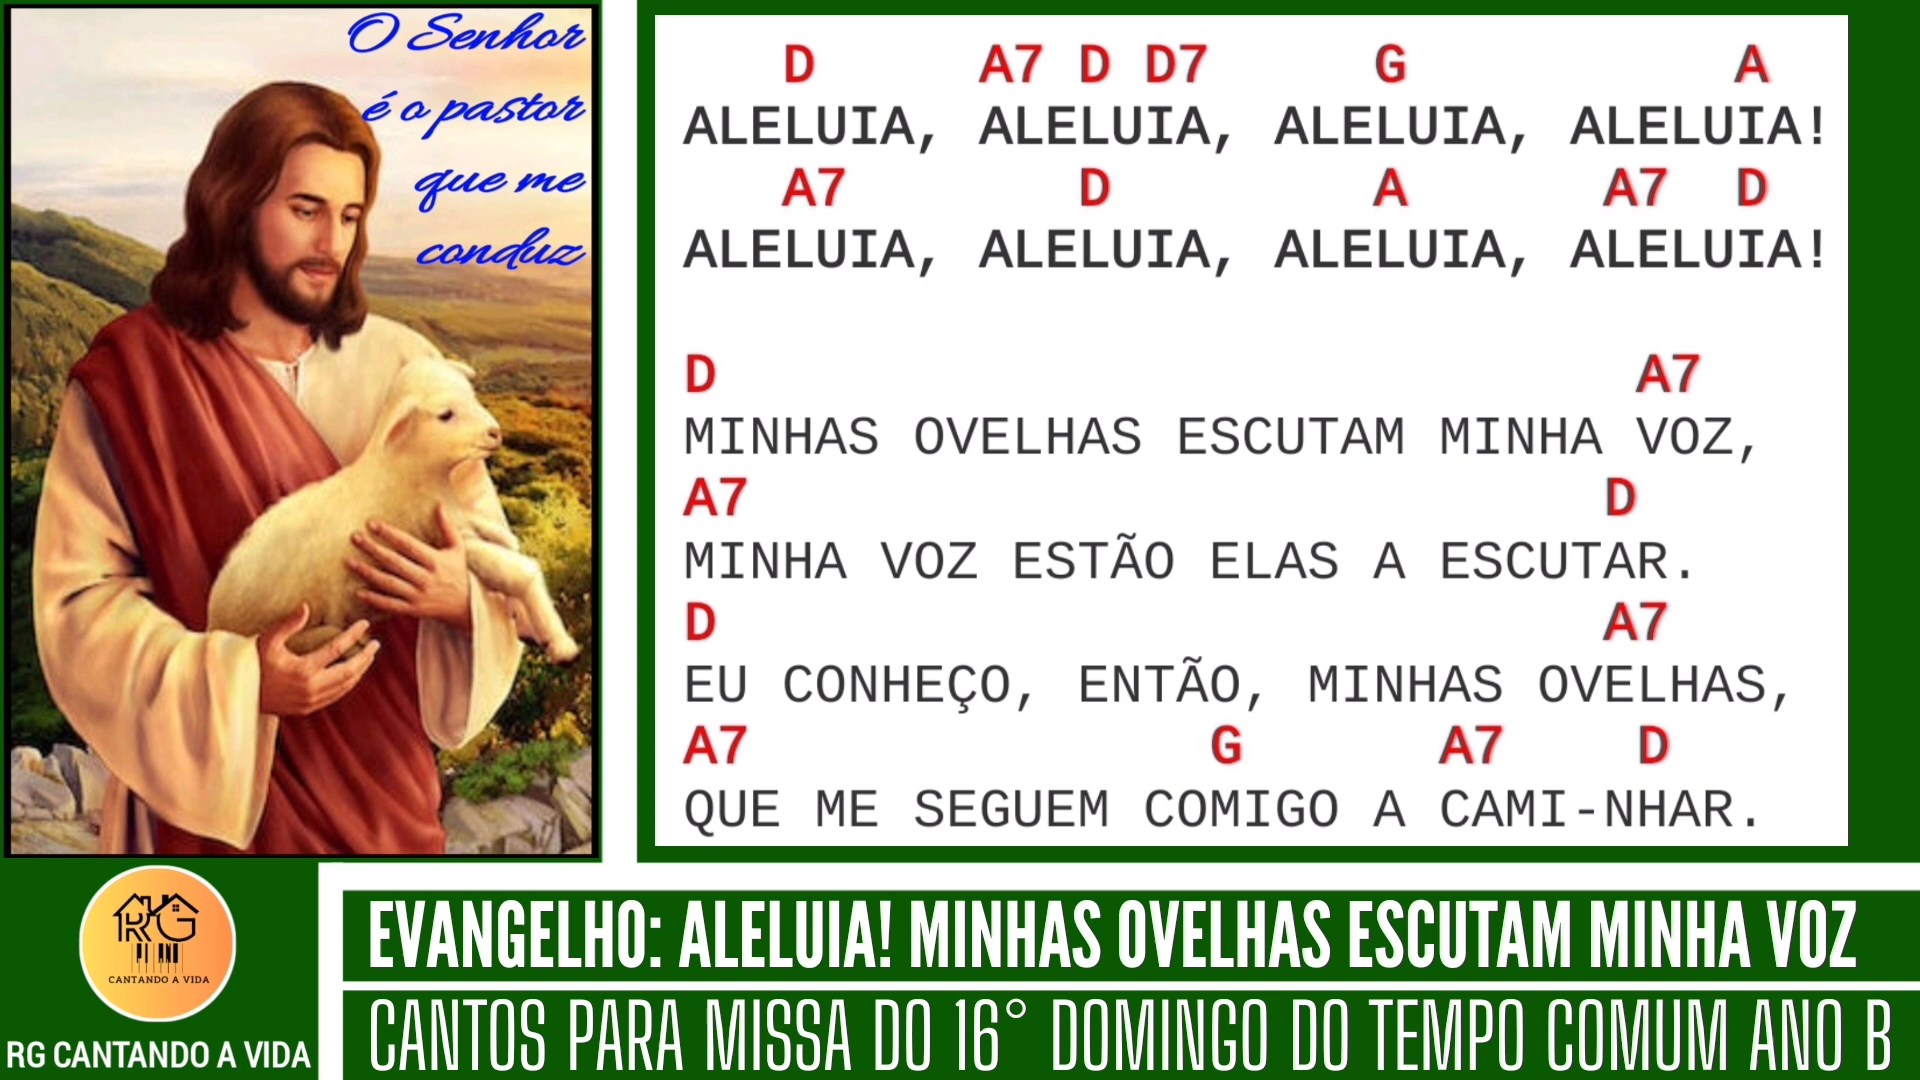 O Senhor
é o pastor
que me
conduz
D A7 D D7 G A
ALELUIA, ALELUIA, ALELUIA, ALELUIA!
A7 D A A7 D
ALELUIA, ALELUIA, ALELUIA, ALELUIA!
D A7
MINHAS OVELHAS ESCUTAM MINHA VOZ,
A7 D
MINHA VOZ ESTÃO ELAS A ESCUTAR.
D A7
EU CONHEÇO, ENTÃO, MINHAS OVELHAS,
A7 G A7 D
QUE ME SEGUEM COMIGO A CAMI-NHAR.
RG
CANTANDO A VIDA
RG CANTANDO A VIDA
EVANGELHO: ALELUIA! MINHAS OVELHAS ESCUTAM MINHA VOZ
CANTOS PARA MISSA DO 16° DOMINGO DO TEMPO COMUM ANO B